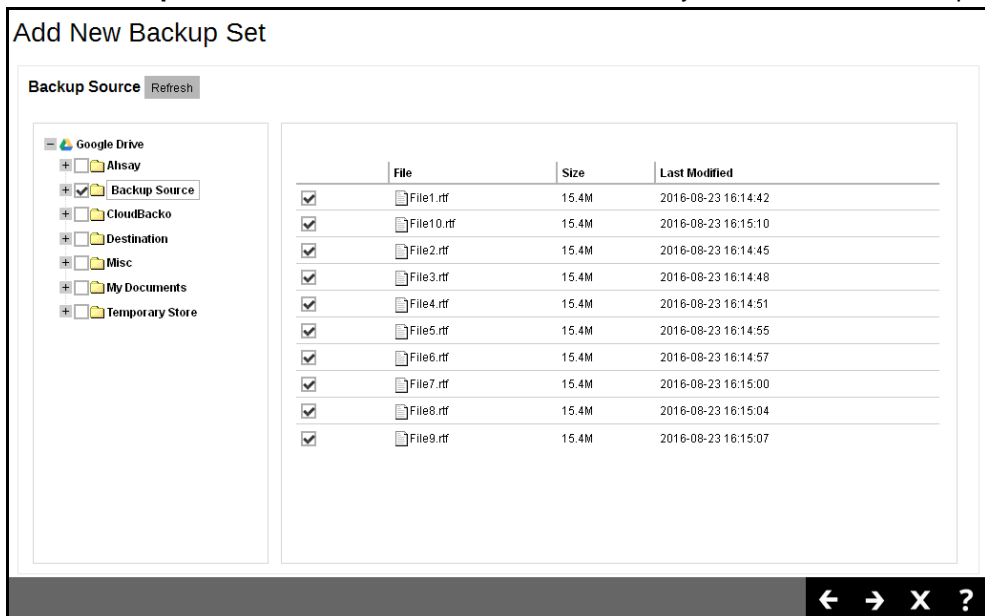 Add New Backup Set
Backup Source Refresh
Google Drive
Ahsay
Backup Source
CloudBacko
Destination
Misc
My Documents
Temporary Store
File Size Last Modified
File1.rtf 15.4M 2016-08-23 16:14:42
File10.rtf 15.4M 2016-08-23 16:15:10
File2.rtf 15.4M 2016-08-23 16:14:45
File3.rtf 15.4M 2016-08-23 16:14:48
File4.rtf 15.4M 2016-08-23 16:14:51
File5.rtf 15.4M 2016-08-23 16:14:55
File6.rtf 15.4M 2016-08-23 16:14:57
File7.rtf 15.4M 2016-08-23 16:15:00
File8.rtf 15.4M 2016-08-23 16:15:04
File9.rtf 15.4M 2016-08-23 16:15:07
X ?